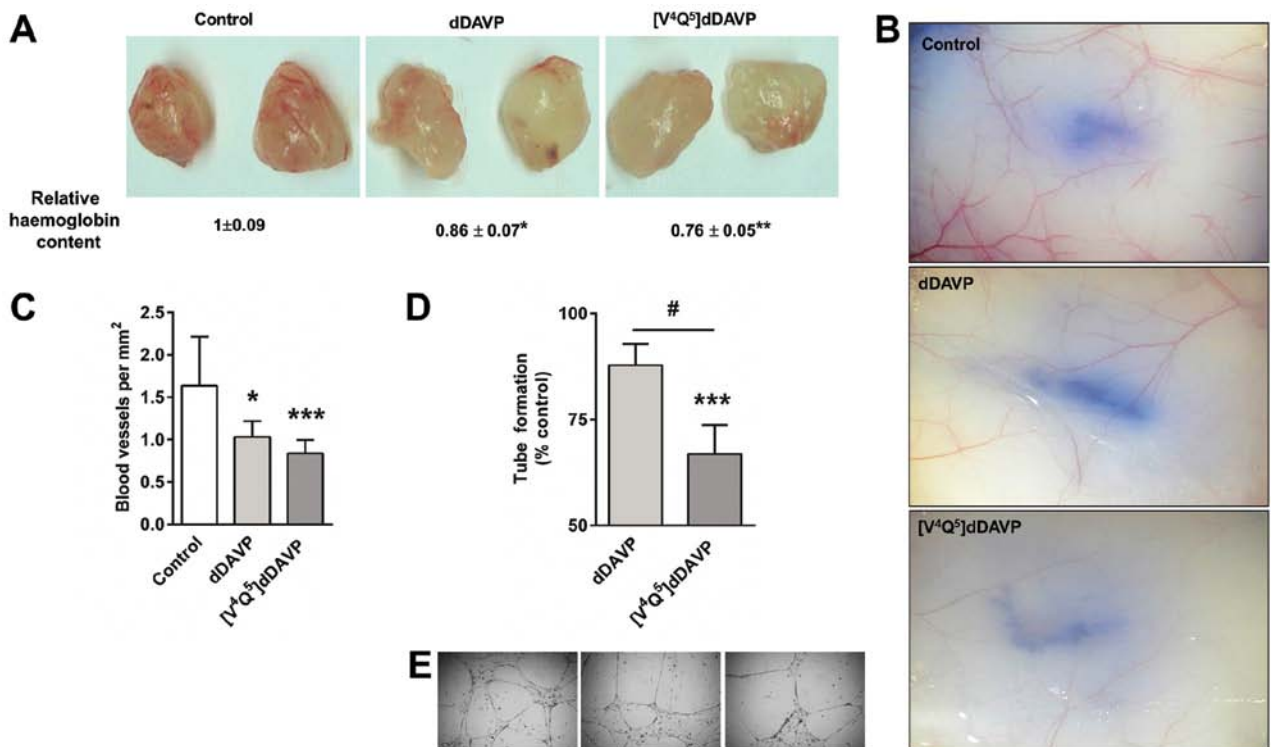 A
Control
dDAVP
[V⁴Q⁵]dDAVP
Relative
haemoglobin
content
1±0.09
0.86 ± 0.07*
0.76 ± 0.05**
B
Control
dDAVP
[V⁴Q⁵]dDAVP
C
Blood vessels per mm²
2.5
2.0
1.5
1.0
0.5
0.0
*
***
Control
dDAVP
[V⁴Q⁵]dDAVP
D
Tube formation
(% control)
100
75
50
#
***
dDAVP
[V⁴Q⁵]dDAVP
E